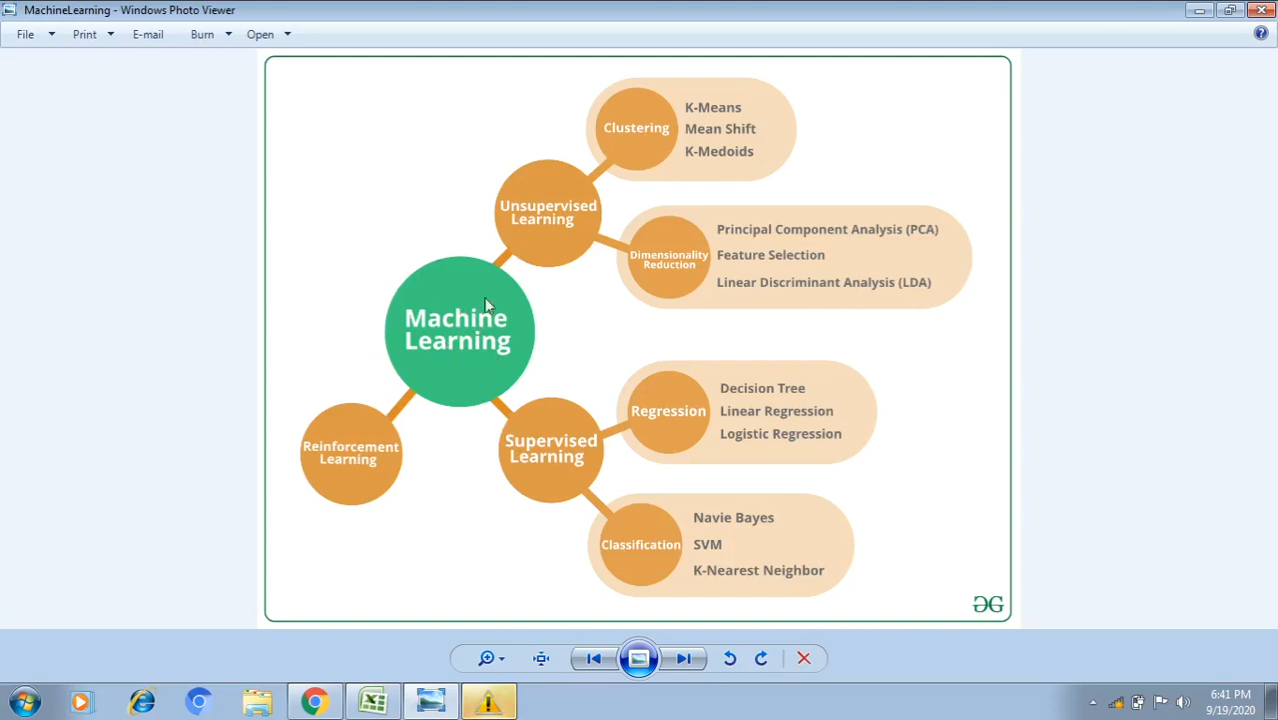 MachineLearning - Windows Photo Viewer
File Print E-mail Burn Open
Clustering
K-Means
Mean Shift
K-Medoids
Unsupervised
Learning
Dimensionality
Reduction
Principal Component Analysis (PCA)
Feature Selection
Linear Discriminant Analysis (LDA)
Machine
Learning
Reinforcement
Learning
Supervised
Learning
Regression
Decision Tree
Linear Regression
Logistic Regression
Classification
Navie Bayes
SVM
K-Nearest Neighbor
6:41 PM
9/19/2020